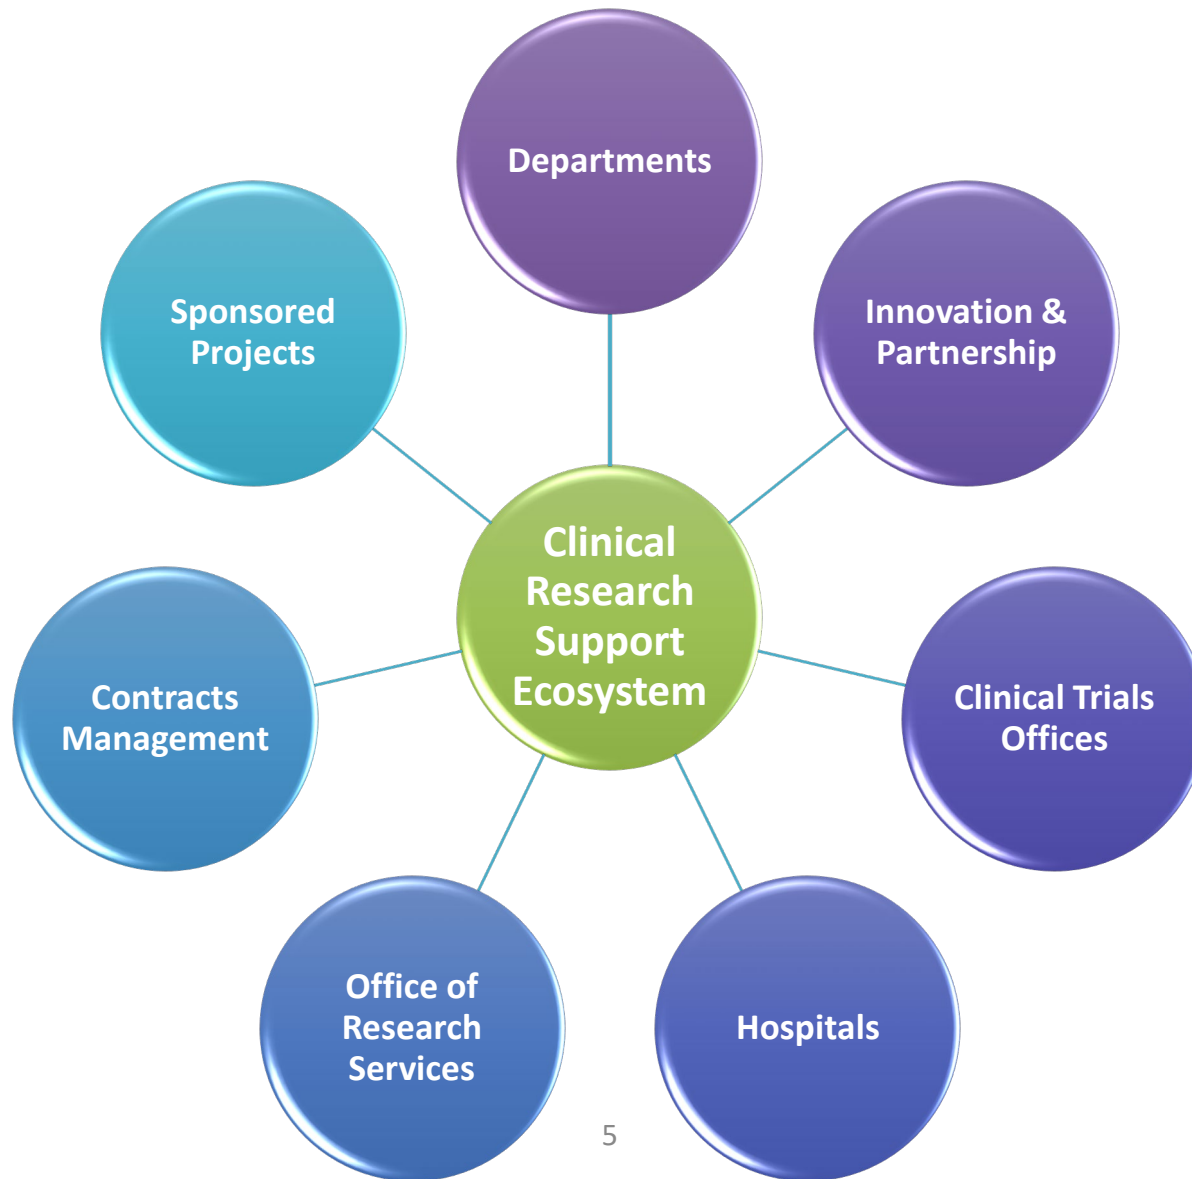 Departments
Innovation &
Partnership
Clinical Trials
Offices
Hospitals
Office of
Research
Services
Contracts
Management
Sponsored
Projects
Clinical
Research
Support
Ecosystem
5